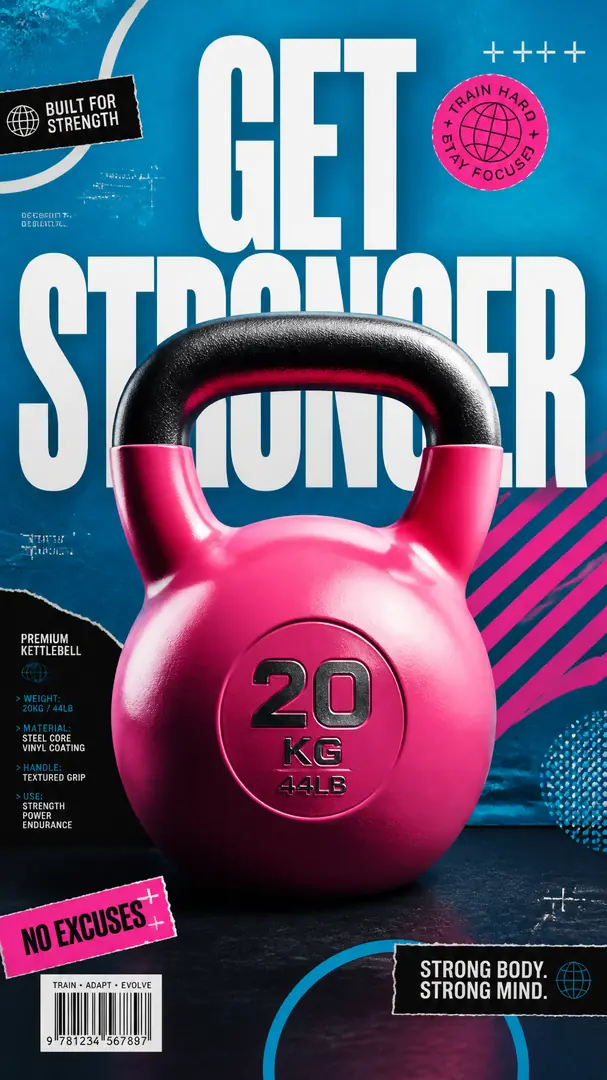 GET
STRONGER
BUILT FOR
STRENGTH
TRAIN HARD
STAY FOCUSED
PREMIUM
KETTLEBELL
> WEIGHT:
20KG / 44LB
> MATERIAL:
STEEL CORE
VINYL COATING
> HANDLE:
TEXTURED GRIP
> USE:
STRENGTH
POWER
ENDURANCE
20
KG
44LB
NO EXCUSES
STRONG BODY.
STRONG MIND.
TRAIN • ADAPT • EVOLVE
9 781234 567897